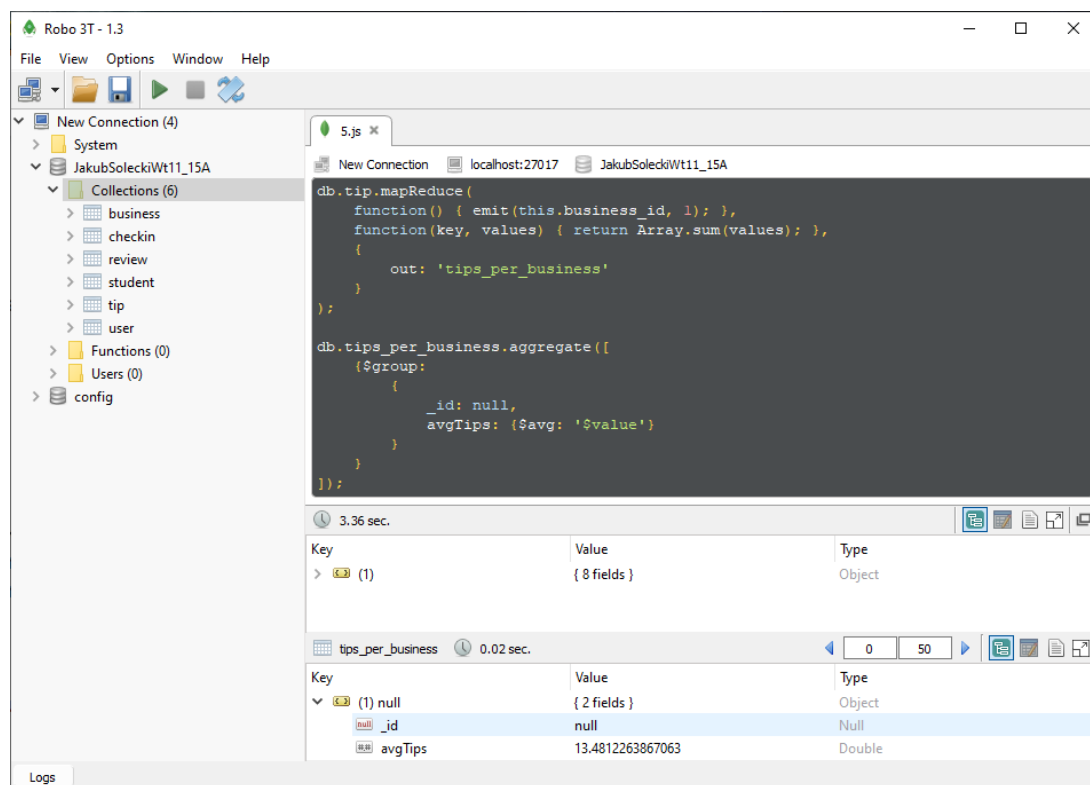 Robo 3T - 1.3
File View Options Window Help
New Connection (4)
System
JakubSoleckiWt11_15A
Collections (6)
business
checkin
review
student
tip
user
Functions (0)
Users (0)
config
5.js
New Connection localhost:27017 JakubSoleckiWt11_15A
db.tip.mapReduce(
    function() { emit(this.business_id, 1); },
    function(key, values) { return Array.sum(values); },
    {
        out: 'tips_per_business'
    }
);
db.tips_per_business.aggregate([
    {$group:
        {
            _id: null,
            avgTips: {$avg: '$value'}
        }
    }
]);
3.36 sec.
Key Value Type
(1) { 8 fields } Object
tips_per_business 0.02 sec. 0 50
Key Value Type
(1) null { 2 fields } Object
null _id null Null
#.# avgTips 13.4812263867063 Double
Logs